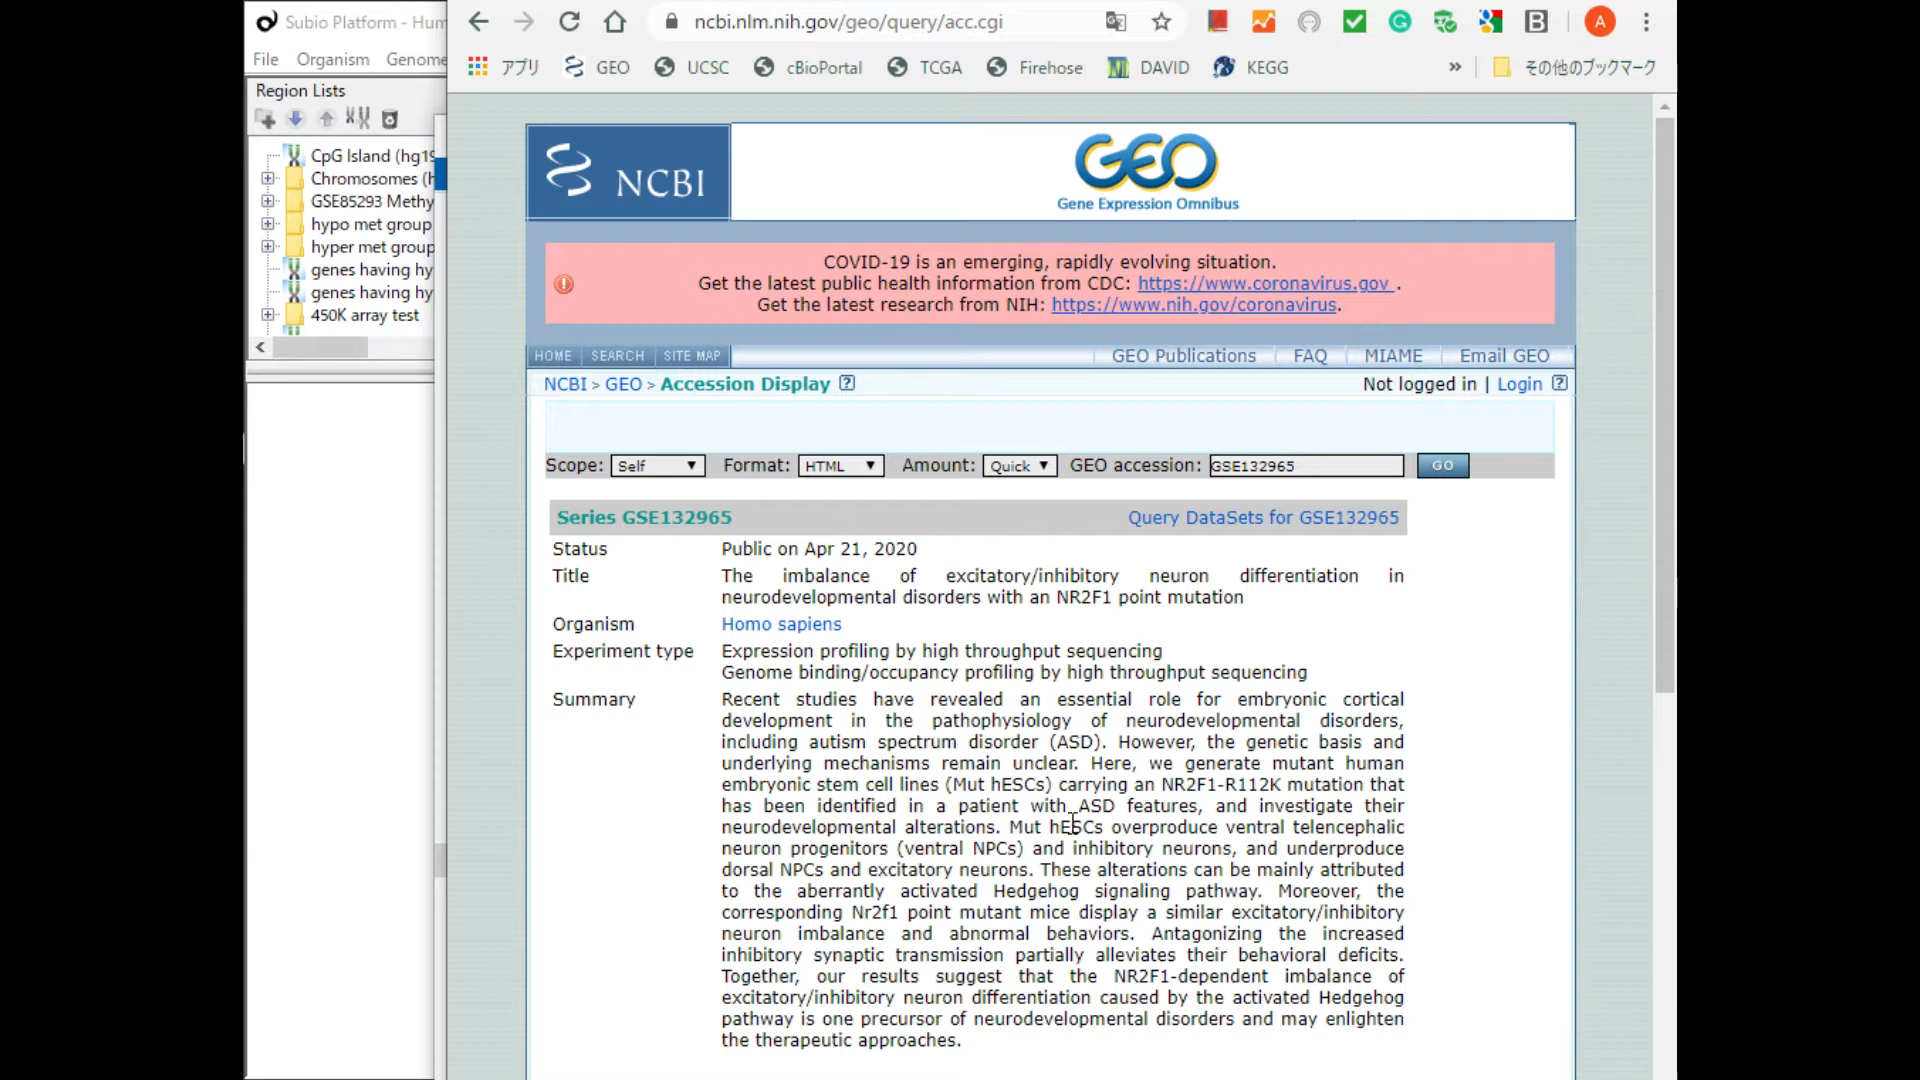 Subio Platform - Hum
File Organism Genome
Region Lists
CpG Island (hg19
Chromosomes (h
GSE85293 Methy
hypo met group
hyper met group
genes having hy
genes having hy
450K array test
ncbi.nlm.nih.gov/geo/query/acc.cgi
A
アプリ GEO UCSC cBioPortal TCGA Firehose DAVID KEGG » その他のブックマーク
NCBI
GEO
Gene Expression Omnibus
COVID-19 is an emerging, rapidly evolving situation.
Get the latest public health information from CDC: https://www.coronavirus.gov .
Get the latest research from NIH: https://www.nih.gov/coronavirus.
HOME SEARCH SITE MAP GEO Publications FAQ MIAME Email GEO
NCBI > GEO > Accession Display ? Not logged in | Login ?
Scope: Self Format: HTML Amount: Quick GEO accession: GSE132965 GO
Series GSE132965 Query DataSets for GSE132965
Status Public on Apr 21, 2020
Title The imbalance of excitatory/inhibitory neuron differentiation in
neurodevelopmental disorders with an NR2F1 point mutation
Organism Homo sapiens
Experiment type Expression profiling by high throughput sequencing
Genome binding/occupancy profiling by high throughput sequencing
Summary Recent studies have revealed an essential role for embryonic cortical
development in the pathophysiology of neurodevelopmental disorders,
including autism spectrum disorder (ASD). However, the genetic basis and
underlying mechanisms remain unclear. Here, we generate mutant human
embryonic stem cell lines (Mut hESCs) carrying an NR2F1-R112K mutation that
has been identified in a patient with ASD features, and investigate their
neurodevelopmental alterations. Mut hESCs overproduce ventral telencephalic
neuron progenitors (ventral NPCs) and inhibitory neurons, and underproduce
dorsal NPCs and excitatory neurons. These alterations can be mainly attributed
to the aberrantly activated Hedgehog signaling pathway. Moreover, the
corresponding Nr2f1 point mutant mice display a similar excitatory/inhibitory
neuron imbalance and abnormal behaviors. Antagonizing the increased
inhibitory synaptic transmission partially alleviates their behavioral deficits.
Together, our results suggest that the NR2F1-dependent imbalance of
excitatory/inhibitory neuron differentiation caused by the activated Hedgehog
pathway is one precursor of neurodevelopmental disorders and may enlighten
the therapeutic approaches.